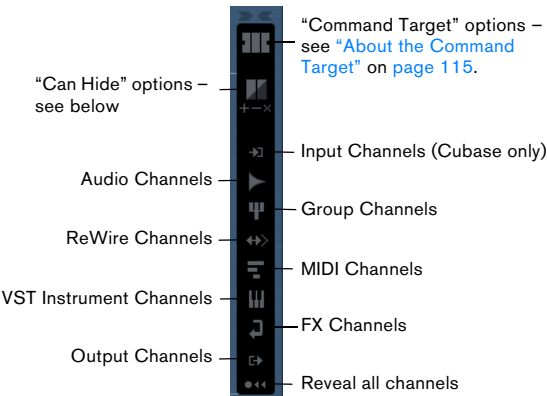 “Command Target” options –
see “About the Command
Target” on page 115.
“Can Hide” options –
see below
Input Channels (Cubase only)
Audio Channels
Group Channels
ReWire Channels
MIDI Channels
VST Instrument Channels
FX Channels
Output Channels
Reveal all channels